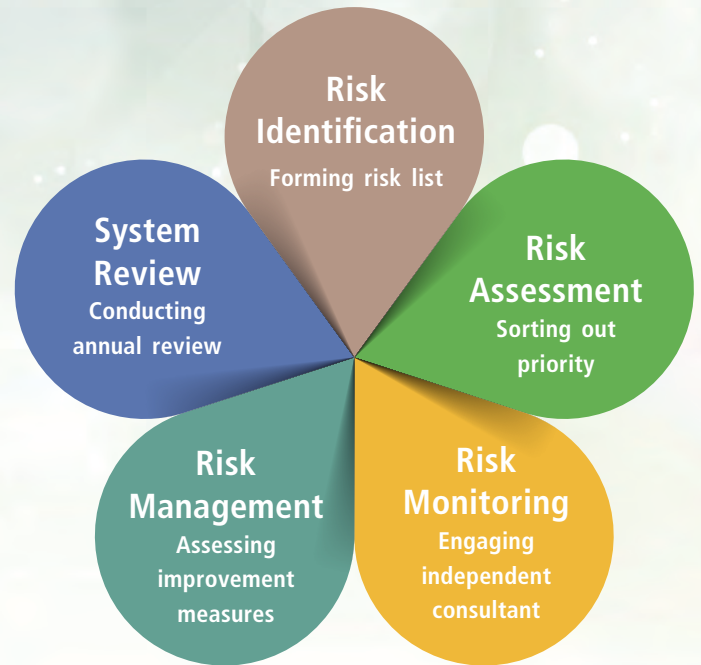 Risk
Identification
Forming risk list
Risk
Assessment
Sorting out
priority
Risk
Monitoring
Engaging
independent
consultant
Risk
Management
Assessing
improvement
measures
System
Review
Conducting
annual review